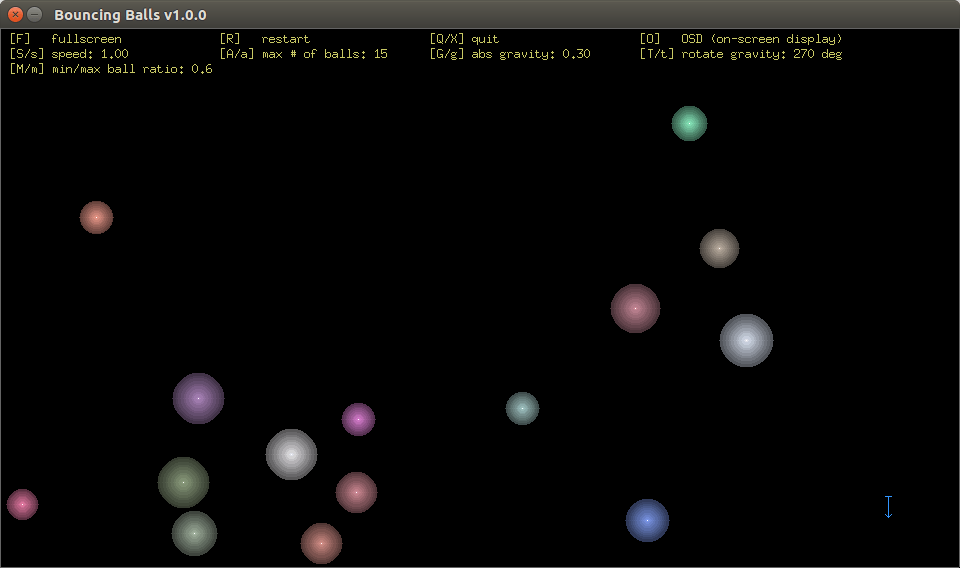 Bouncing Balls v1.0.0
[F] fullscreen [R] restart [Q/X] quit [O] OSD (on-screen display)
[S/s] speed: 1.00 [A/a] max # of balls: 15 [G/g] abs gravity: 0.30 [T/t] rotate gravity: 270 deg
[M/m] min/max ball ratio: 0.6